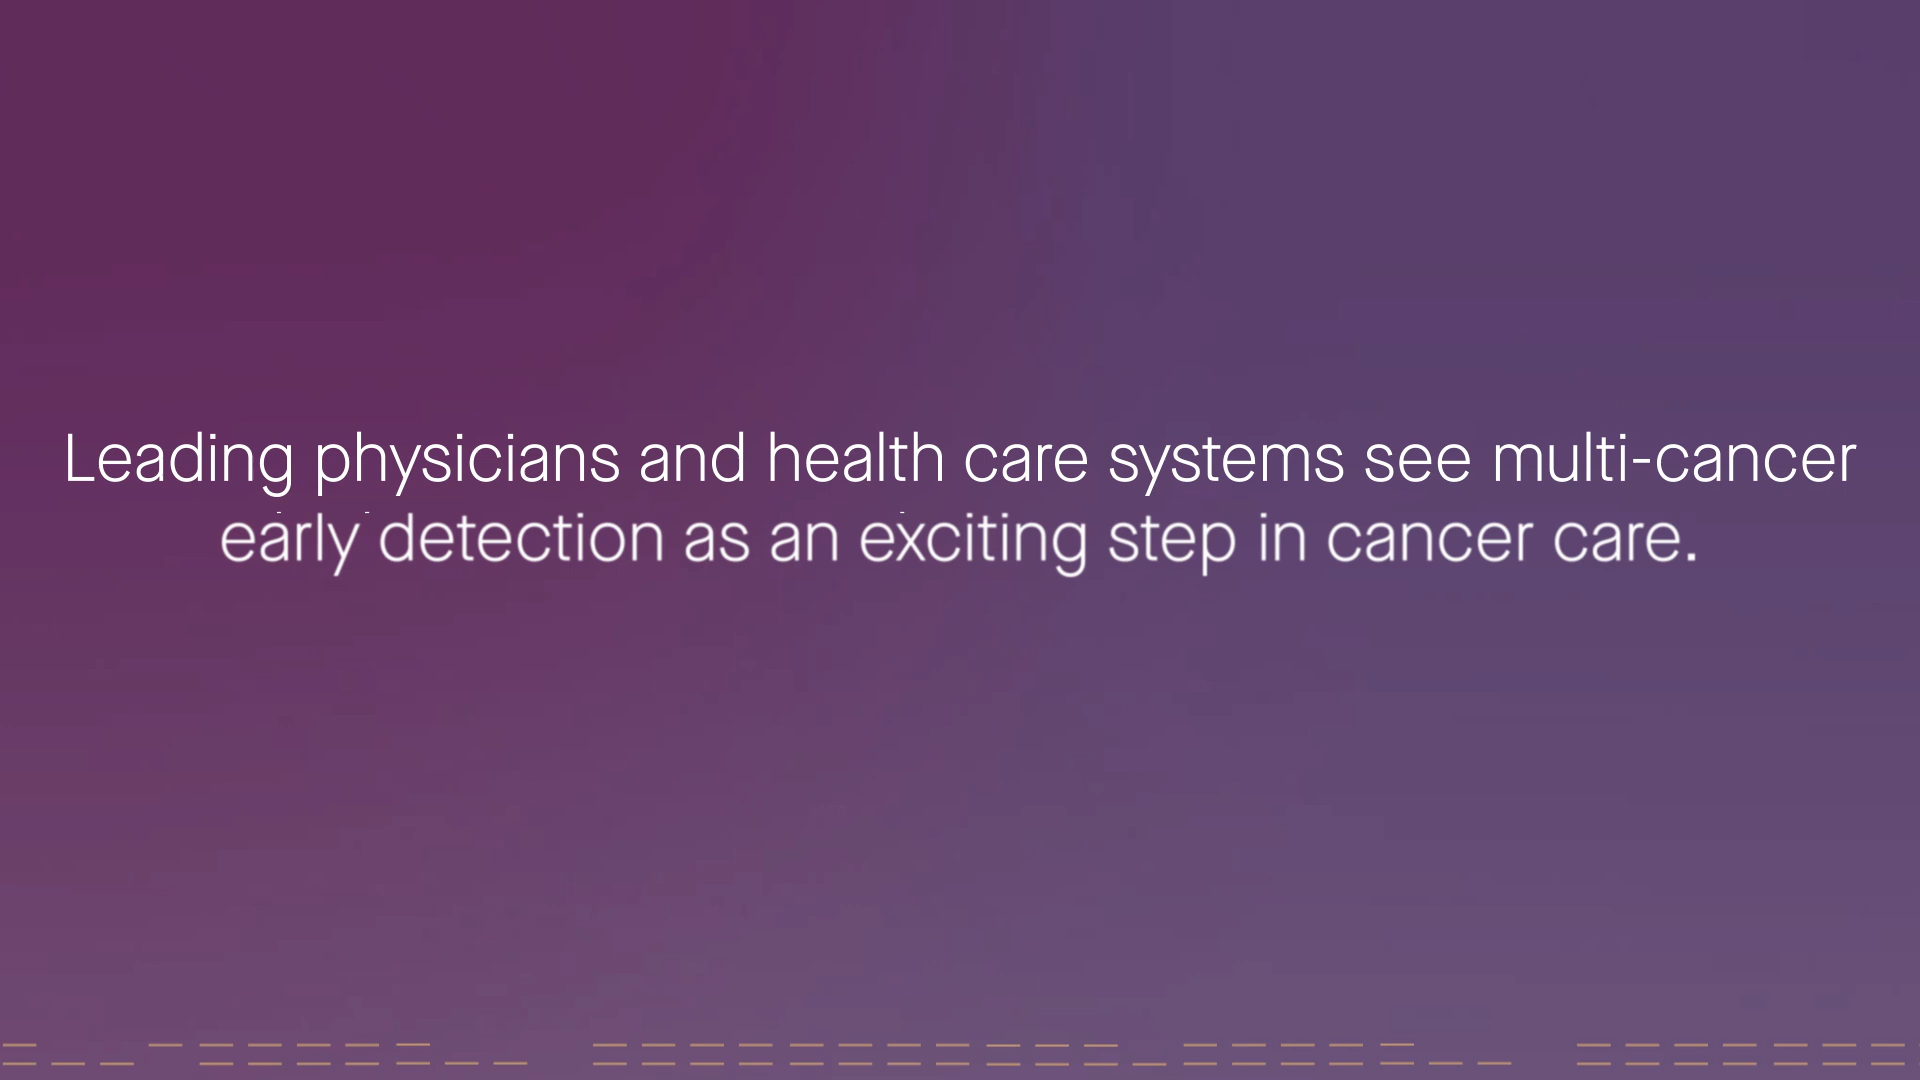 Leading physicians and health care systems see multi-cancer
early detection as an exciting step in cancer care.